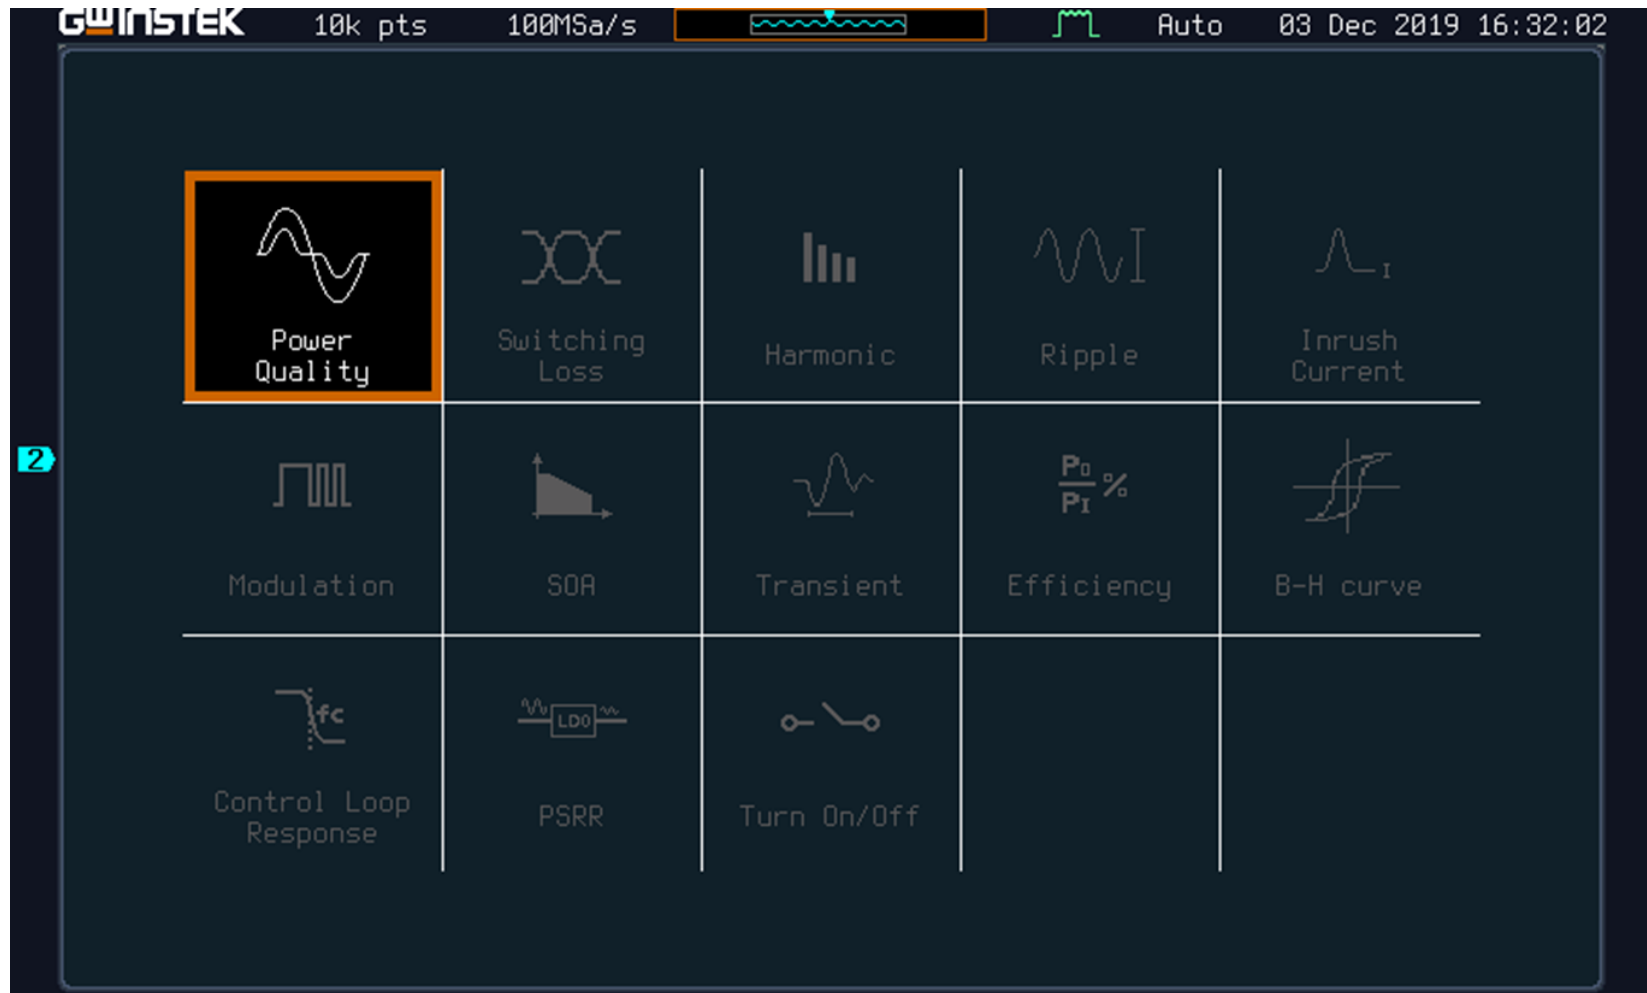 GWINSTEK 10k pts 100MSa/s Auto 03 Dec 2019 16:32:02
Power
Quality
Switching
Loss
Harmonic
Ripple
Inrush
Current
I
2
Po
PI
%
Modulation
SOA
Transient
Efficiency
B-H curve
fc
LDO
Control Loop
Response
PSRR
Turn On/Off